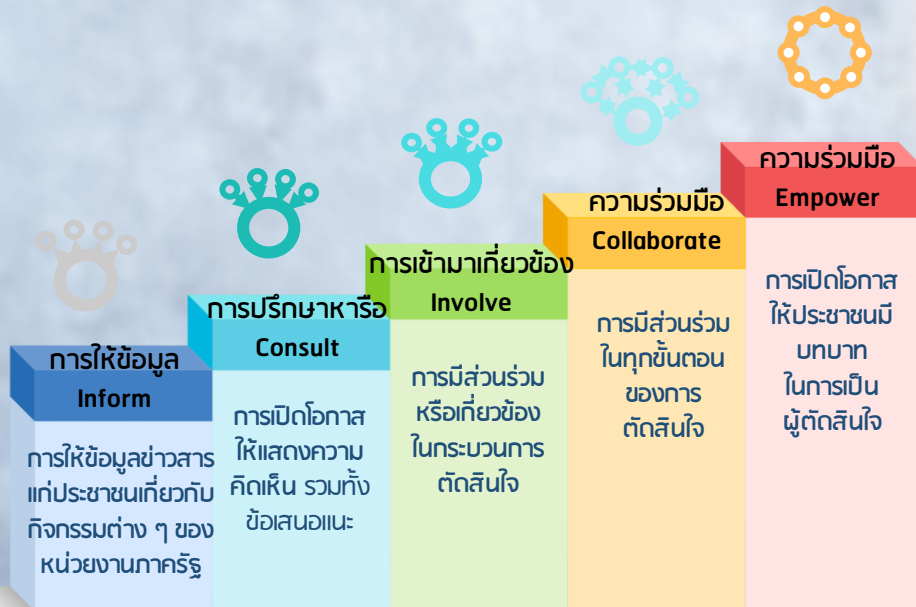 การให้ข้อมูล
Inform
การให้ข้อมูลข่าวสาร
แก่ประชาชนเกี่ยวกับ
กิจกรรมต่าง ๆ ของ
หน่วยงานภาครัฐ
การปรึกษาหารือ
Consult
การเปิดโอกาส
ให้แสดงความ
คิดเห็น รวมทั้ง
ข้อเสนอแนะ
การเข้ามาเกี่ยวข้อง
Involve
การมีส่วนร่วม
หรือเกี่ยวข้อง
ในกระบวนการ
ตัดสินใจ
ความร่วมมือ
Collaborate
การมีส่วนร่วม
ในทุกขั้นตอน
ของการ
ตัดสินใจ
ความร่วมมือ
Empower
การเปิดโอกาส
ให้ประชาชนมี
บทบาท
ในการเป็น
ผู้ตัดสินใจ